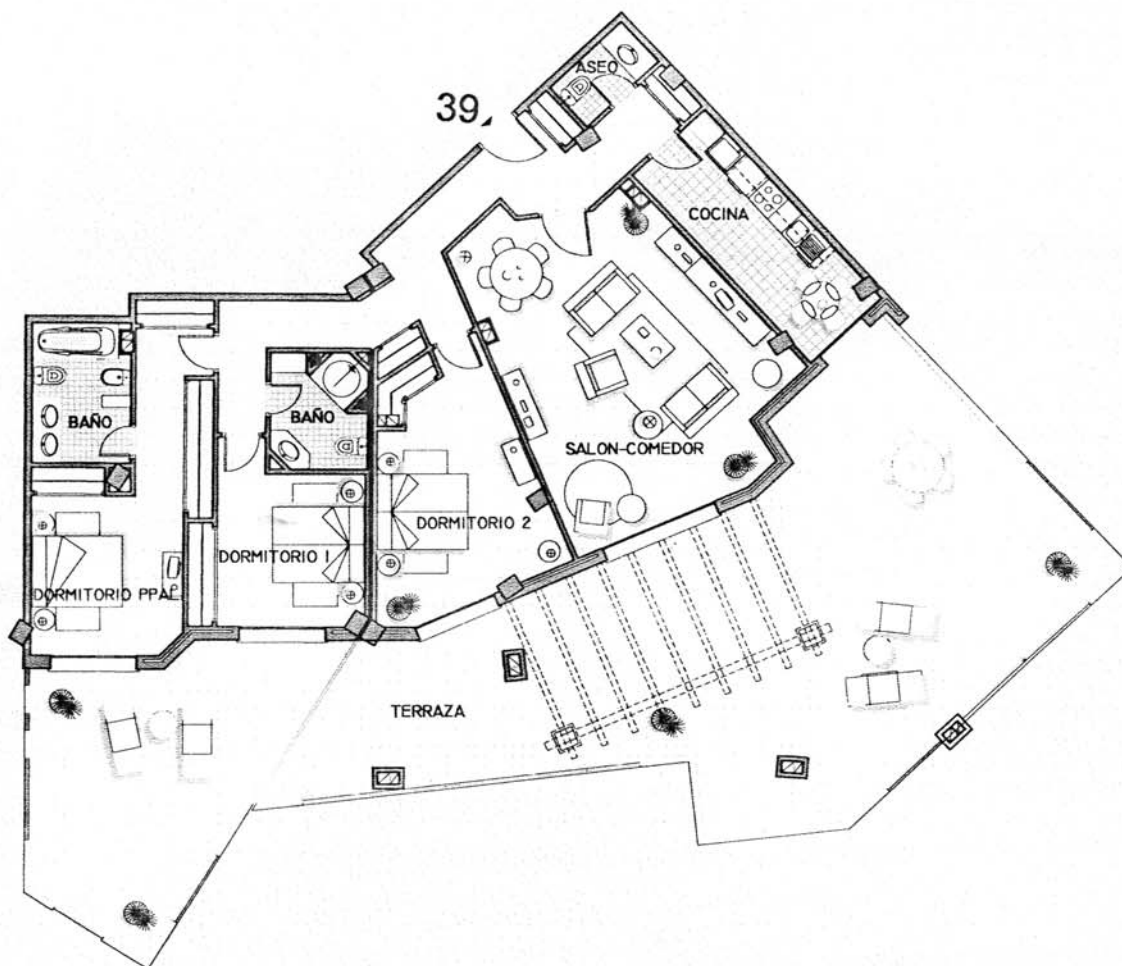 ASEO
39
COCINA
BAÑO
BAÑO
SALON-COMEDOR
DORMITORIO 2
DORMITORIO 1
DORMITORIO PPAL
TERRAZA